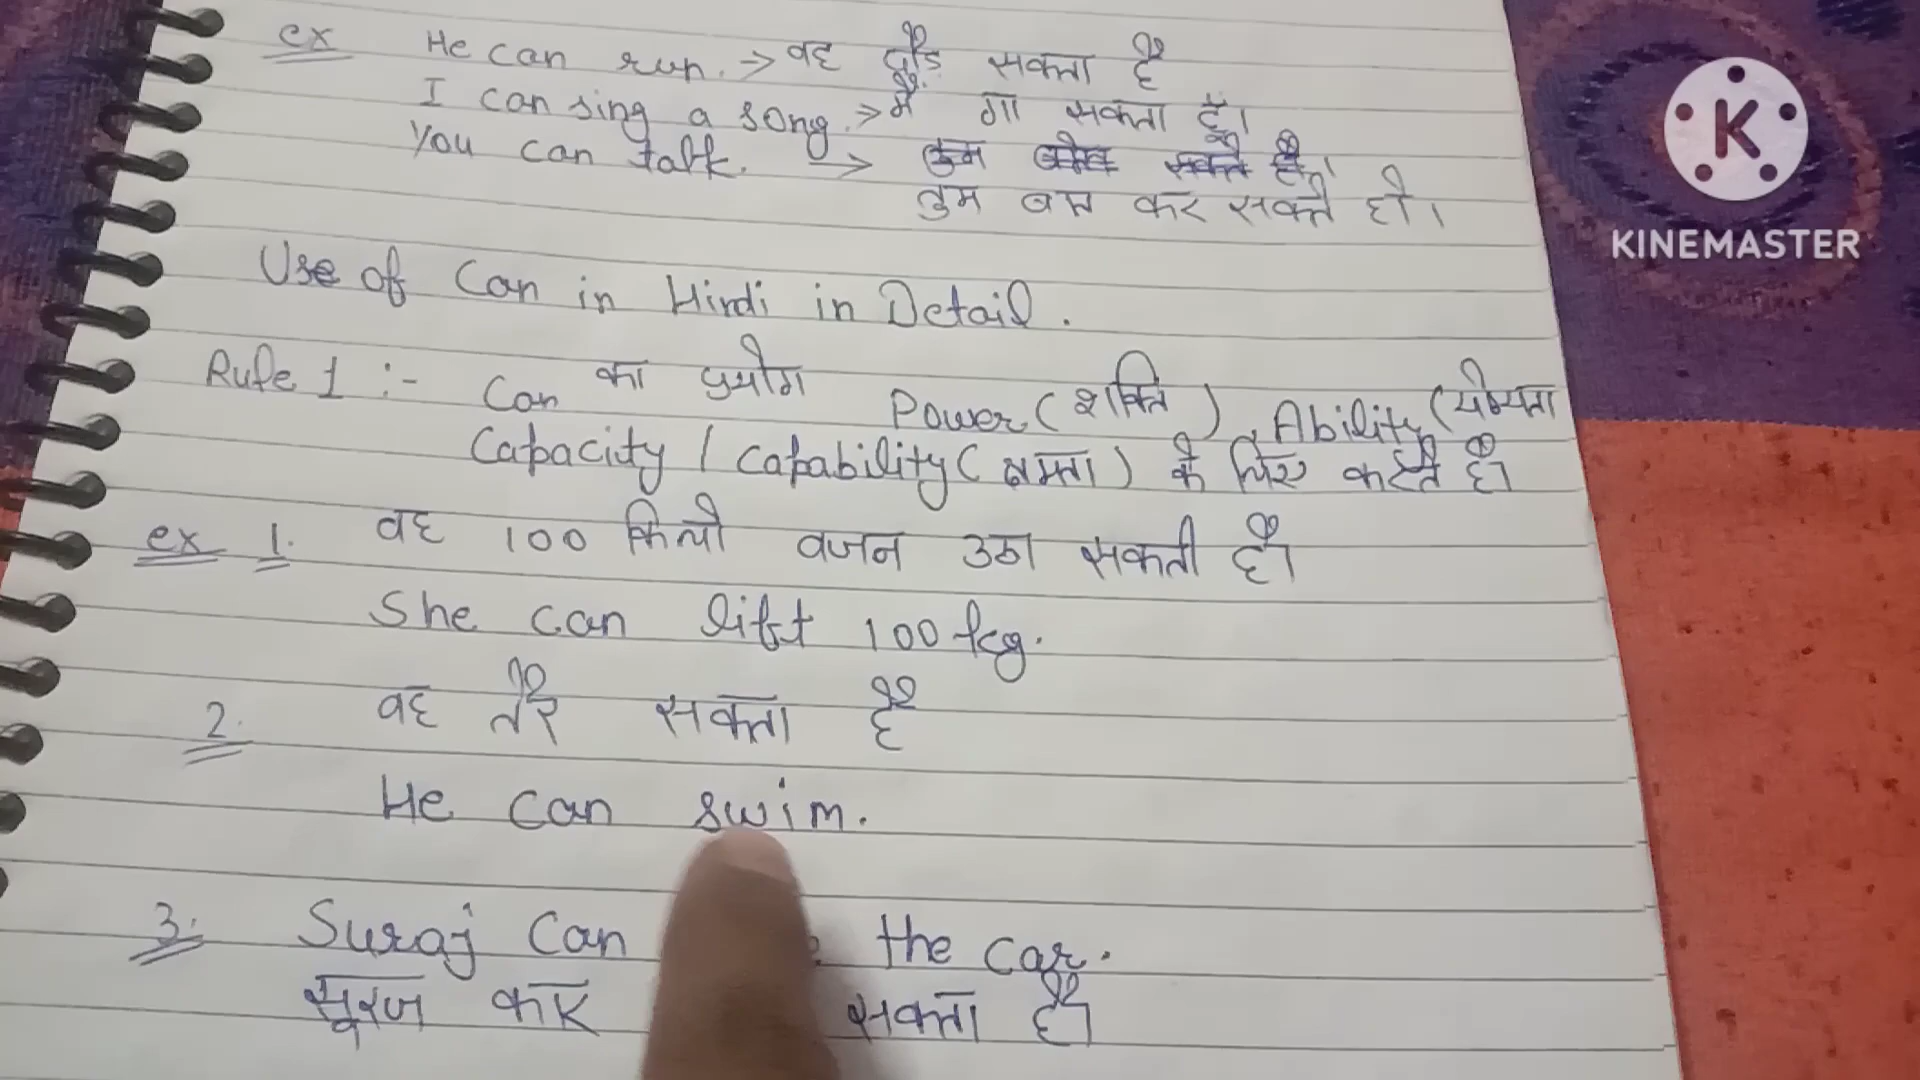 ex He can run. → वह दौड़ सकता है
I can sing a song. → मैं गा सकता हूँ।
You can talk. →
तुम बात कर सकते हो।
Use of Can in Hindi in Detail.
Rule 1 :- Can का प्रयोग Power (शक्ति), Ability (योग्यता
Capacity / Capability (क्षमता) के लिए करते है।
ex 1. वह 100 किलो वजन उठा सकती है।
She can lift 100 kg.
2. वह तैर सकता है
He can swim.
3. Suraj Can the car.
सूरज कार सकता है।
K
KINEMASTER